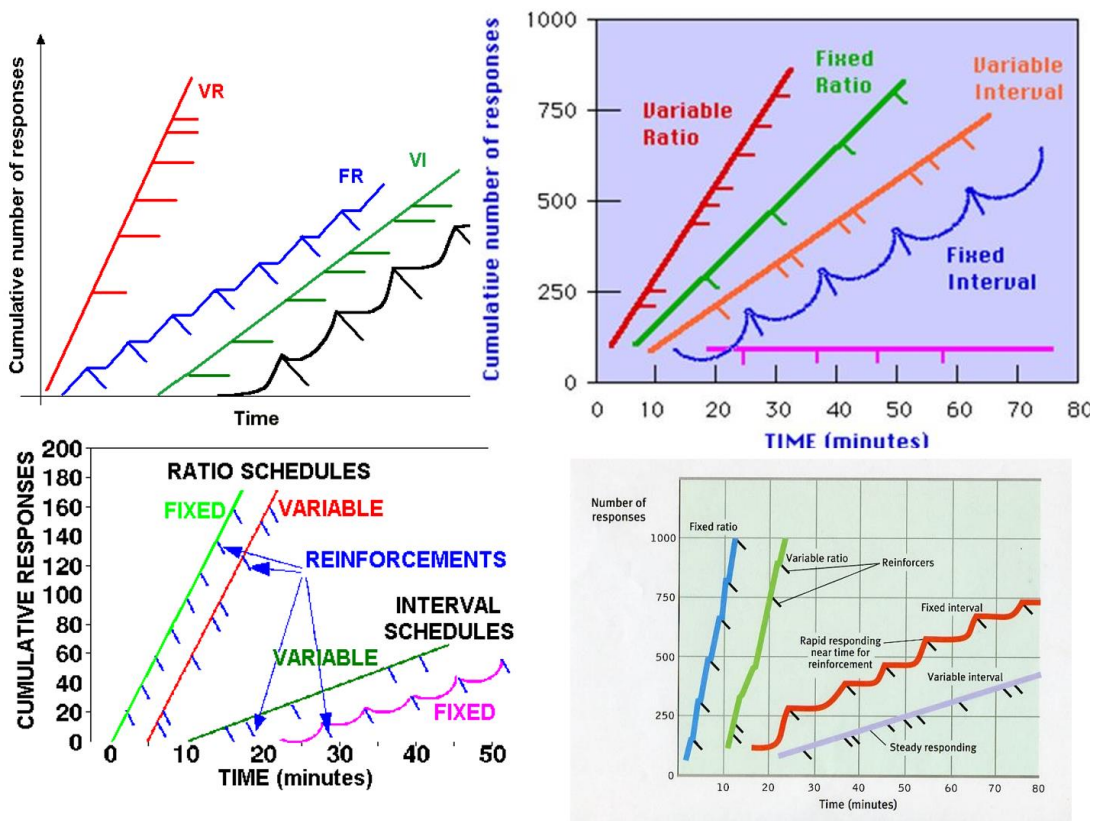 Cumulative number of responses
VR
FR
VI
Time
Cumulative number of responses
1000
750
500
250
0
Variable
Ratio
Fixed
Ratio
Variable
Interval
Fixed
Interval
0 10 20 30 40 50 60 70 80
TIME (minutes)
CUMULATIVE RESPONSES
200
180
160
140
120
100
80
60
40
20
0
RATIO SCHEDULES
FIXED
VARIABLE
REINFORCEMENTS
INTERVAL
SCHEDULES
VARIABLE
FIXED
0 10 20 30 40 50
TIME (minutes)
Number of
responses
1000
750
500
250
0
Fixed ratio
Variable ratio
Reinforcers
Fixed interval
Rapid responding
near time for
reinforcement
Variable interval
Steady responding
10 20 30 40 50 60 70 80
Time (minutes)